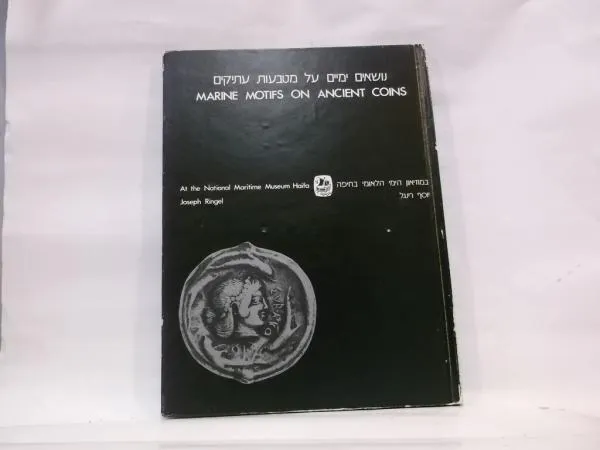 נושאים ימיים על מטבעות עתיקים
MARINE MOTIFS ON ANCIENT COINS
At the National Maritime Museum Haifa במוזיאון הימי הלאומי בחיפה
Joseph Ringel יוסף רינגל